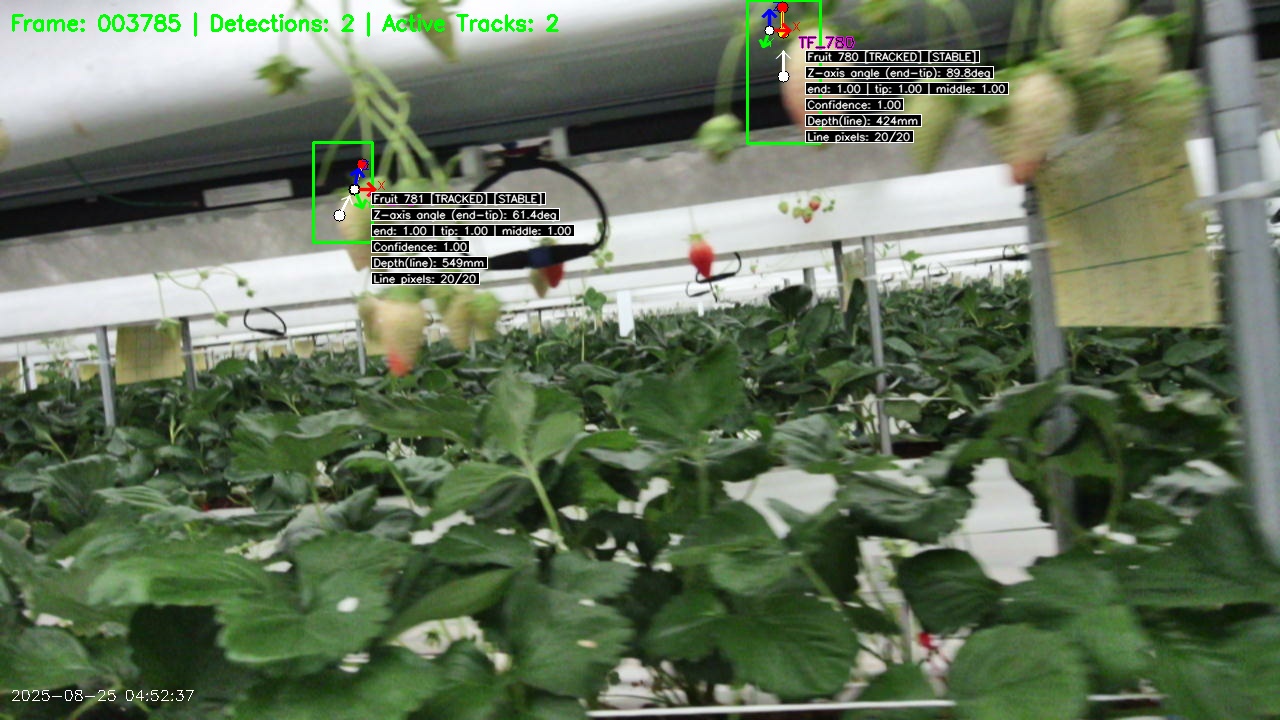 Frame: 003785 | Detections: 2 | Active Tracks: 2
TF_780
Fruit 780 [TRACKED] [STABLE]
Z-axis angle (end-tip): 89.8deg
end: 1.00 | tip: 1.00 | middle: 1.00
Confidence: 1.00
Depth(line): 424mm
Line pixels: 20/20
X
X
Fruit 781 [TRACKED] [STABLE]
Z-axis angle (end-tip): 61.4deg
end: 1.00 | tip: 1.00 | middle: 1.00
Confidence: 1.00
Depth(line): 549mm
Line pixels: 20/20
2025-08-25 04:52:37